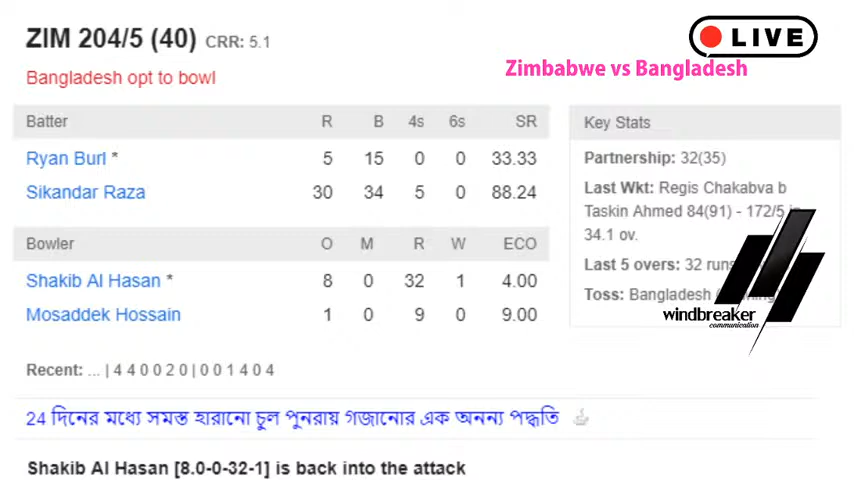 ZIM 204/5 (40) CRR: 5.1
LIVE
Zimbabwe vs Bangladesh
Bangladesh opt to bowl
Batter R B 4s 6s SR
Ryan Burl * 5 15 0 0 33.33
Sikandar Raza 30 34 5 0 88.24
Bowler O M R W ECO
Shakib Al Hasan * 8 0 32 1 4.00
Mosaddek Hossain 1 0 9 0 9.00
Key Stats
Partnership: 32(35)
Last Wkt: Regis Chakabva b
Taskin Ahmed 84(91) - 172/5 in
34.1 ov.
Last 5 overs: 32 runs
Toss: Bangladesh
windbreaker
communication
Recent: ... | 4 4 0 0 2 0 | 0 0 1 4 0 4
24 দিনের মধ্যে সমস্ত হারানো চুল পুনরায় গজানোর এক অনন্য পদ্ধতি
Shakib Al Hasan [8.0-0-32-1] is back into the attack